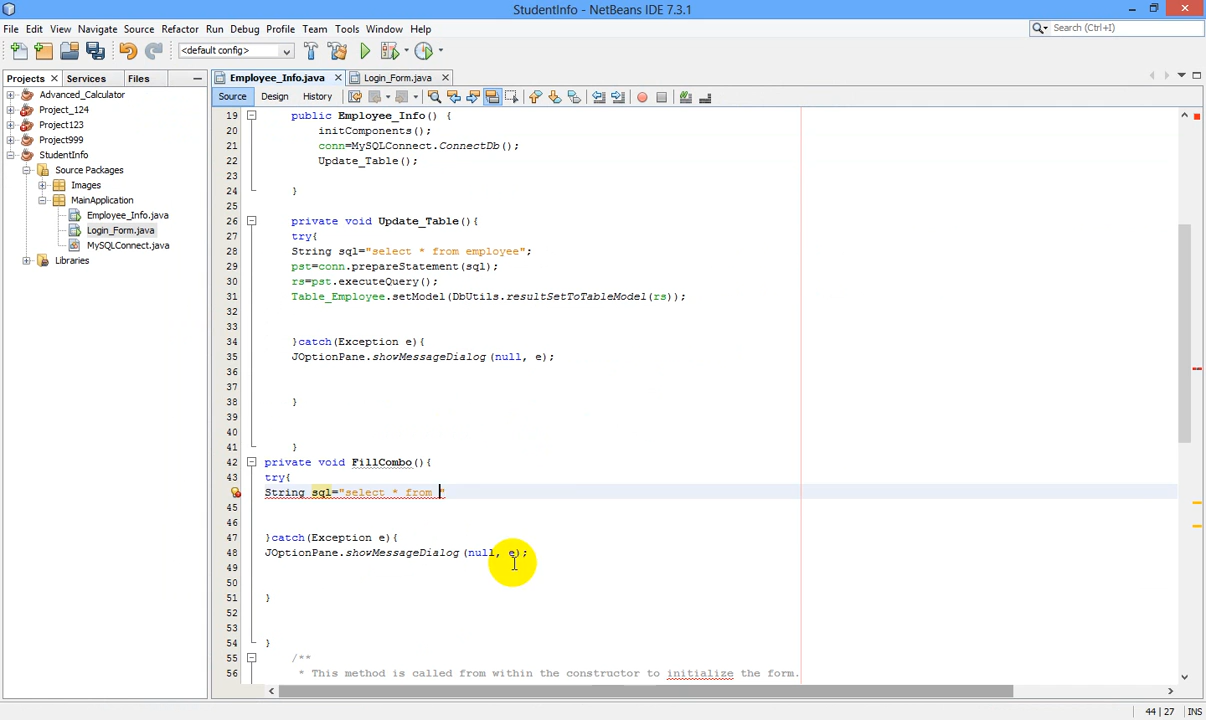 StudentInfo - NetBeans IDE 7.3.1
File Edit View Navigate Source Refactor Run Debug Profile Team Tools Window Help
Search (Ctrl+I)
<default config>
Projects Services Files
Employee_Info.java Login_Form.java
Source Design History
Advanced_Calculator
Project_124
Project123
Project999
StudentInfo
Source Packages
Images
MainApplication
Employee_Info.java
Login_Form.java
MySQLConnect.java
Libraries
19 public Employee_Info() {
20 initComponents();
21 conn=MySQLConnect.ConnectDb();
22 Update_Table();
23
24 }
25
26 private void Update_Table(){
27 try{
28 String sql="select * from employee";
29 pst=conn.prepareStatement(sql);
30 rs=pst.executeQuery();
31 Table_Employee.setModel(DbUtils.resultSetToTableModel(rs));
32
33
34 }catch(Exception e){
35 JOptionPane.showMessageDialog(null, e);
36
37
38 }
39
40
41 }
42 private void FillCombo(){
43 try{
String sql="select * from "
45
46
47 }catch(Exception e){
48 JOptionPane.showMessageDialog(null, e);
49
50
51 }
52
53
54 }
55 /**
56 * This method is called from within the constructor to initialize the form.
44 | 27 INS